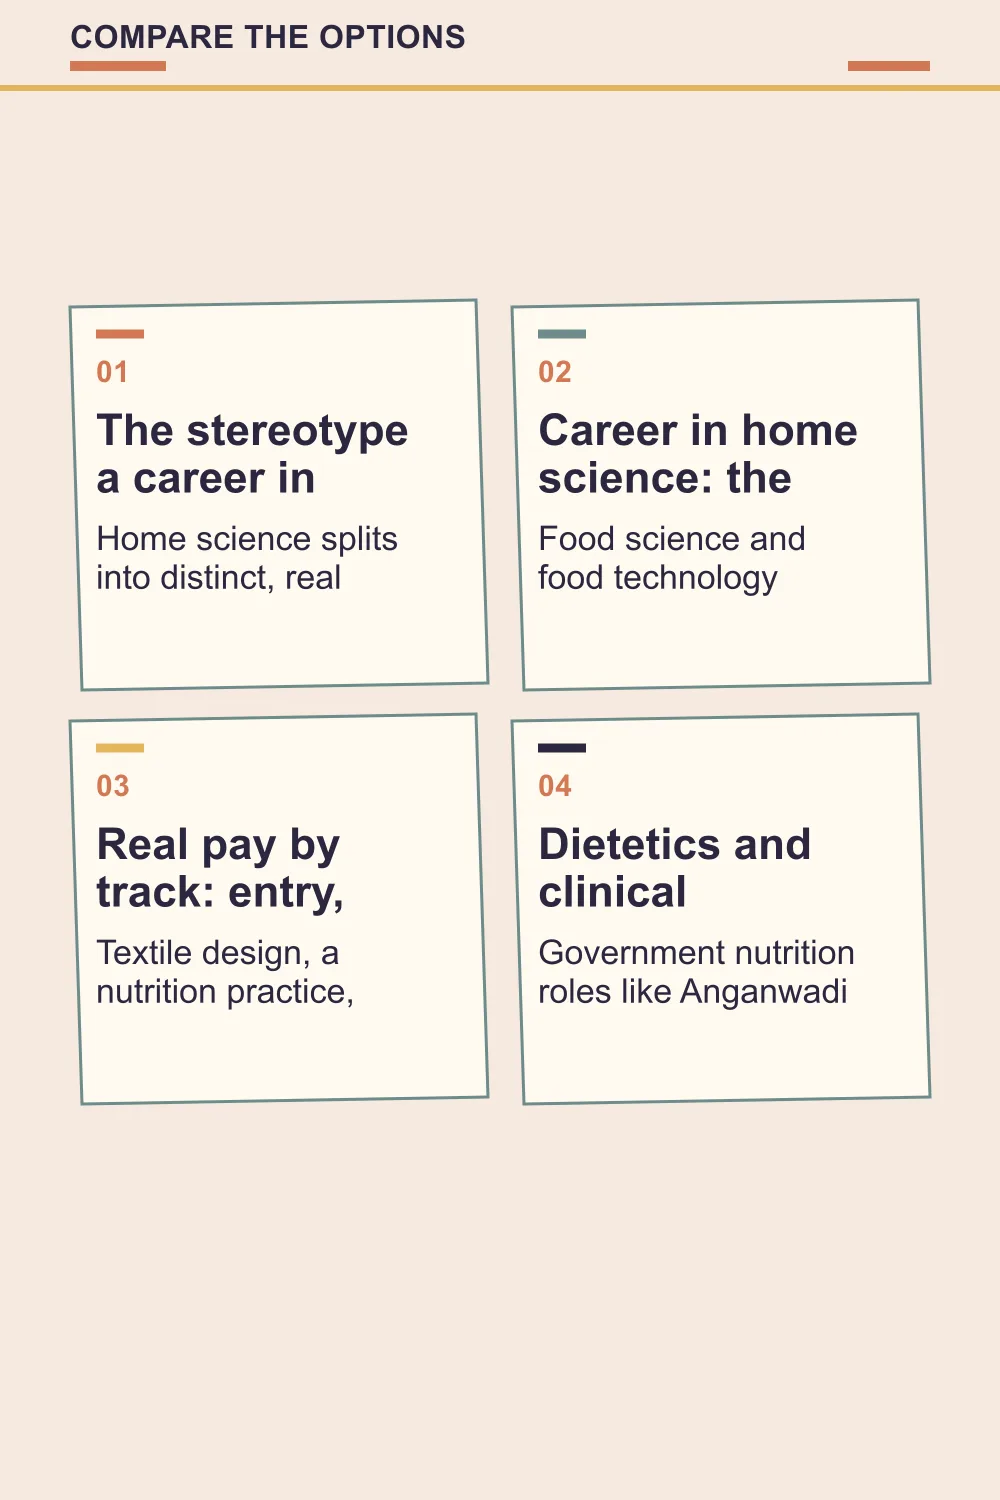 COMPARE THE OPTIONS
01
The stereotype
a career in
Home science splits
into distinct, real
02
Career in home
science: the
Food science and
food technology
03
Real pay by
track: entry,
Textile design, a
nutrition practice,
04
Dietetics and
clinical
Government nutrition
roles like Anganwadi